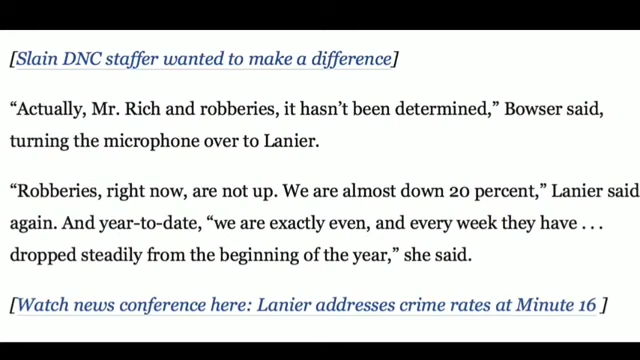 [Slain DNC staffer wanted to make a difference]
“Actually, Mr. Rich and robberies, it hasn’t been determined,” Bowser said,
turning the microphone over to Lanier.
“Robberies, right now, are not up. We are almost down 20 percent,” Lanier said
again. And year-to-date, “we are exactly even, and every week they have . . .
dropped steadily from the beginning of the year,” she said.
[Watch news conference here: Lanier addresses crime rates at Minute 16 ]